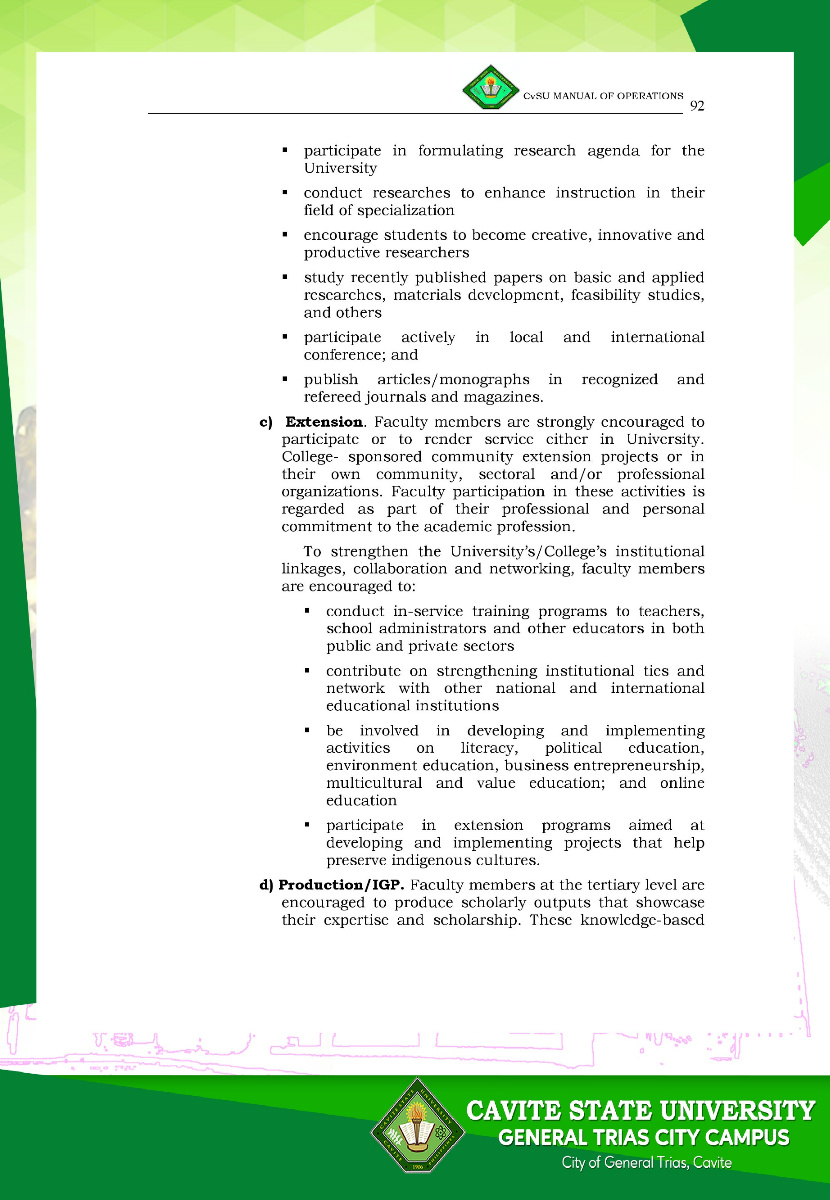 CvSU MANUAL OF OPERATIONS
92
▪ participate in formulating research agenda for the
University
▪ conduct researches to enhance instruction in their
field of specialization
▪ encourage students to become creative, innovative and
productive researchers
▪ study recently published papers on basic and applied
researches, materials development, feasibility studies,
and others
▪ participate actively in local and international
conference; and
▪ publish articles/monographs in recognized and
refereed journals and magazines.
c) Extension. Faculty members are strongly encouraged to
participate or to render service either in University.
College- sponsored community extension projects or in
their own community, sectoral and/or professional
organizations. Faculty participation in these activities is
regarded as part of their professional and personal
commitment to the academic profession.
To strengthen the University’s/College’s institutional
linkages, collaboration and networking, faculty members
are encouraged to:
▪ conduct in-service training programs to teachers,
school administrators and other educators in both
public and private sectors
▪ contribute on strengthening institutional ties and
network with other national and international
educational institutions
▪ be involved in developing and implementing
activities on literacy, political education,
environment education, business entrepreneurship,
multicultural and value education; and online
education
▪ participate in extension programs aimed at
developing and implementing projects that help
preserve indigenous cultures.
d) Production/IGP. Faculty members at the tertiary level are
encouraged to produce scholarly outputs that showcase
their expertise and scholarship. These knowledge-based
1906
CAVITE STATE UNIVERSITY
GENERAL TRIAS CITY CAMPUS
City of General Trias, Cavite